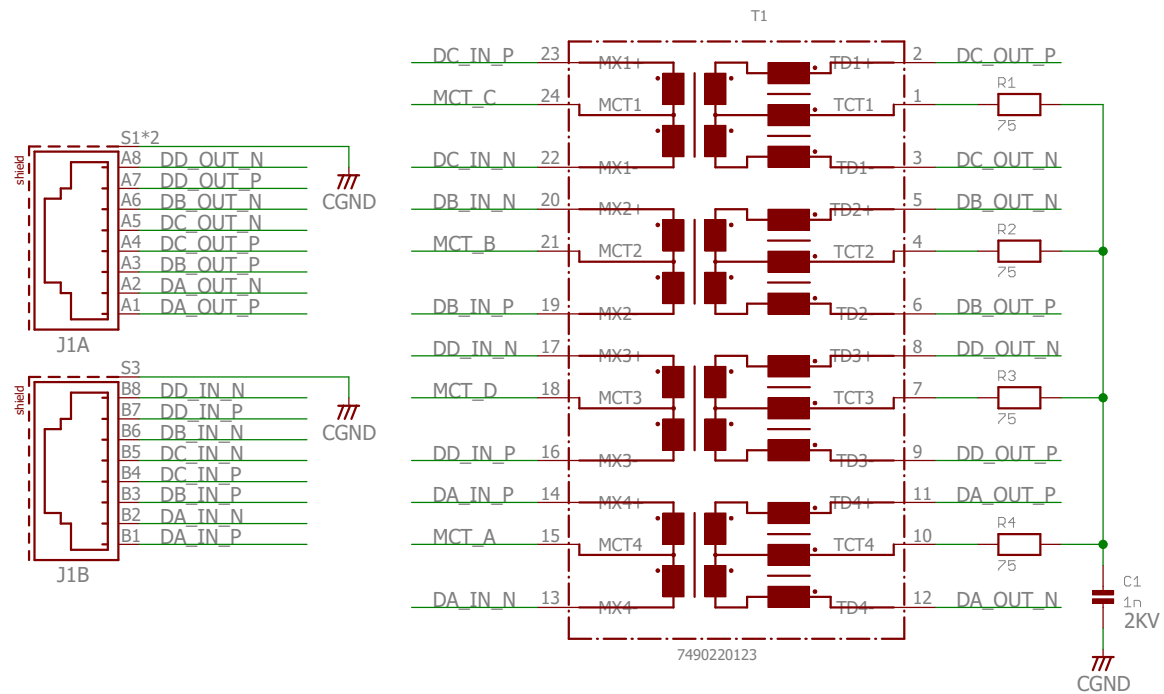 T1
DC_IN_P 23 MX1+ TD1+ 2 DC_OUT_P
R1
MCT_C 24 MCT1 TCT1 1
75
DC_IN_N 22 MX1- TD1- 3 DC_OUT_N
DB_IN_N 20 MX2+ TD2+ 5 DB_OUT_N
R2
MCT_B 21 MCT2 TCT2 4
75
DB_IN_P 19 MX2- TD2- 6 DB_OUT_P
DD_IN_N 17 MX3+ TD3+ 8 DD_OUT_N
R3
MCT_D 18 MCT3 TCT3 7
75
DD_IN_P 16 MX3- TD3- 9 DD_OUT_P
DA_IN_P 14 MX4+ TD4+ 11 DA_OUT_P
R4
MCT_A 15 MCT4 TCT4 10
75
DA_IN_N 13 MX4- TD4- 12 DA_OUT_N
7490220123
C1
1n
2KV
CGND
shield
S1*2
A8 DD_OUT_N
A7 DD_OUT_P
A6 DB_OUT_N
A5 DC_OUT_N
A4 DC_OUT_P
A3 DB_OUT_P
A2 DA_OUT_N
A1 DA_OUT_P
CGND
J1A
shield
S3
B8 DD_IN_N
B7 DD_IN_P
B6 DB_IN_N
B5 DC_IN_N
B4 DC_IN_P
B3 DB_IN_P
B2 DA_IN_N
B1 DA_IN_P
CGND
J1B